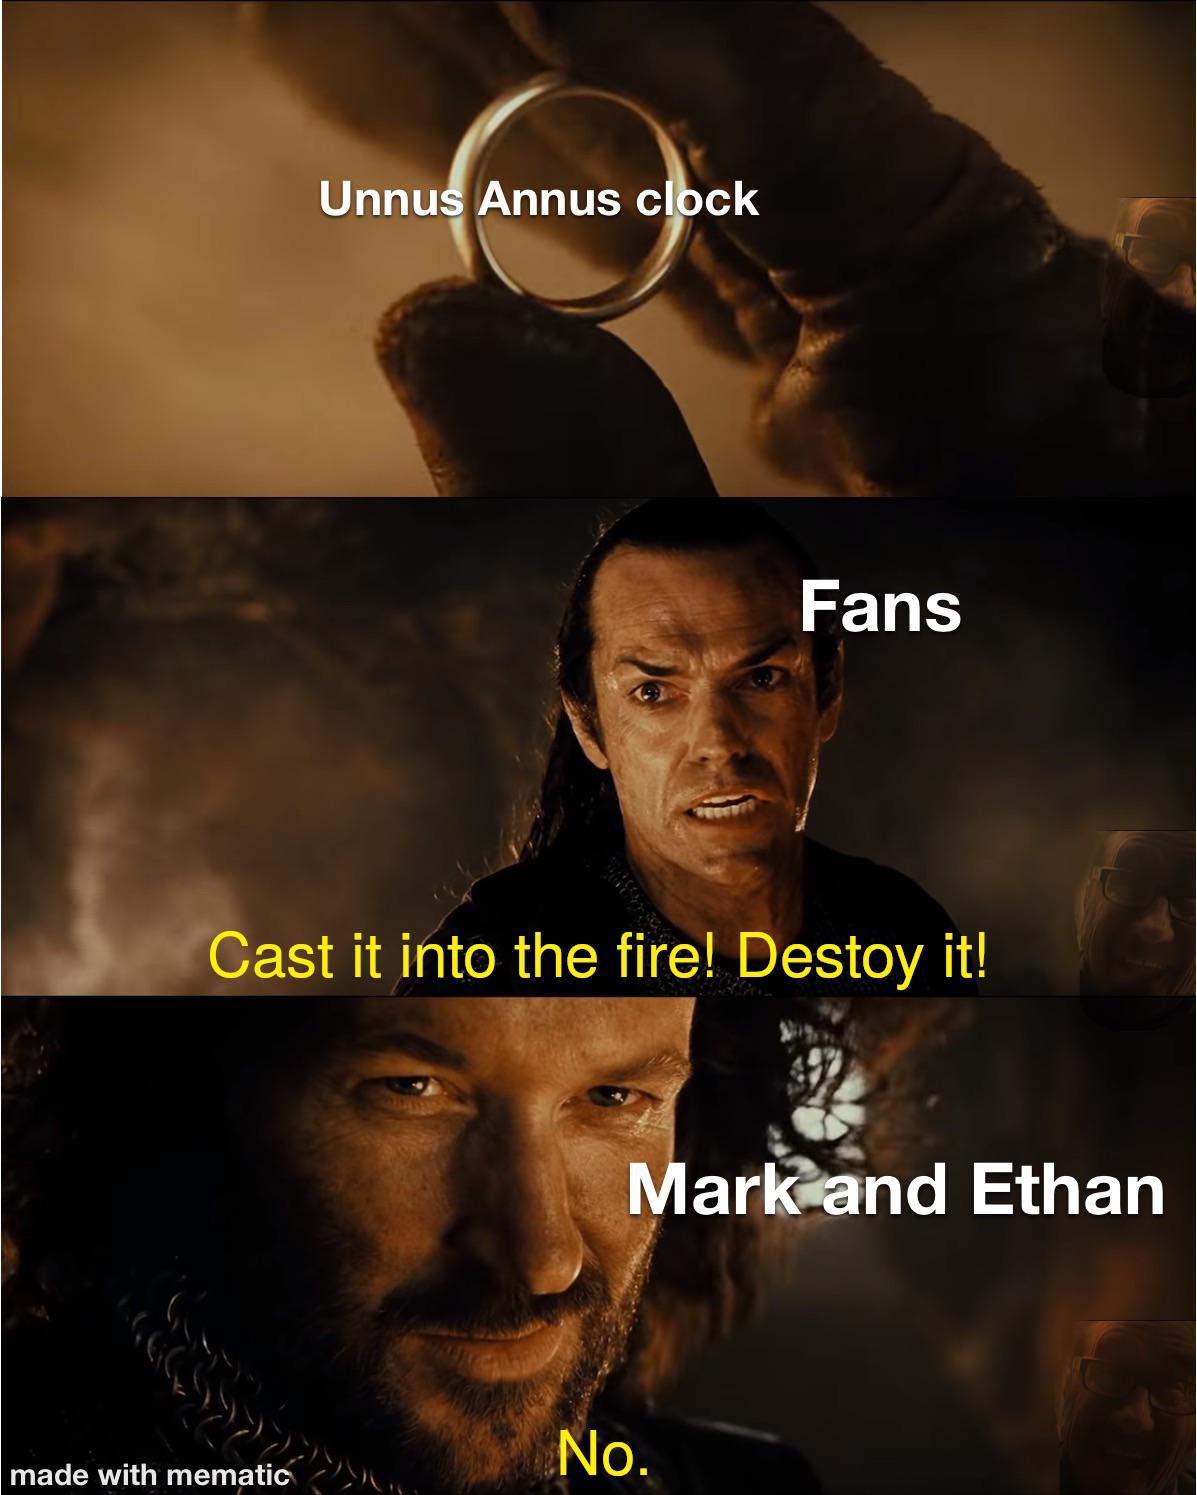 Unnus Annus clock
Fans
Cast it into the fire! Destoy it!
Mark and Ethan
No.
made with mematic